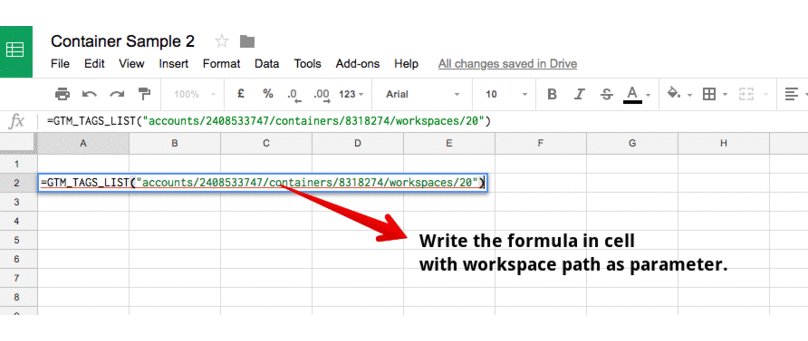 Container Sample 2
File Edit View Insert Format Data Tools Add-ons Help All changes saved in Drive
100% £ % .0 .00 123 Arial 10 B I S A
fx =GTM_TAGS_LIST("accounts/2408533747/containers/8318274/workspaces/20")
A B C D E F G H
1
2 =GTM_TAGS_LIST("accounts/2408533747/containers/8318274/workspaces/20")
3
4
5
Write the formula in cell
6
with workspace path as parameter.
7
8